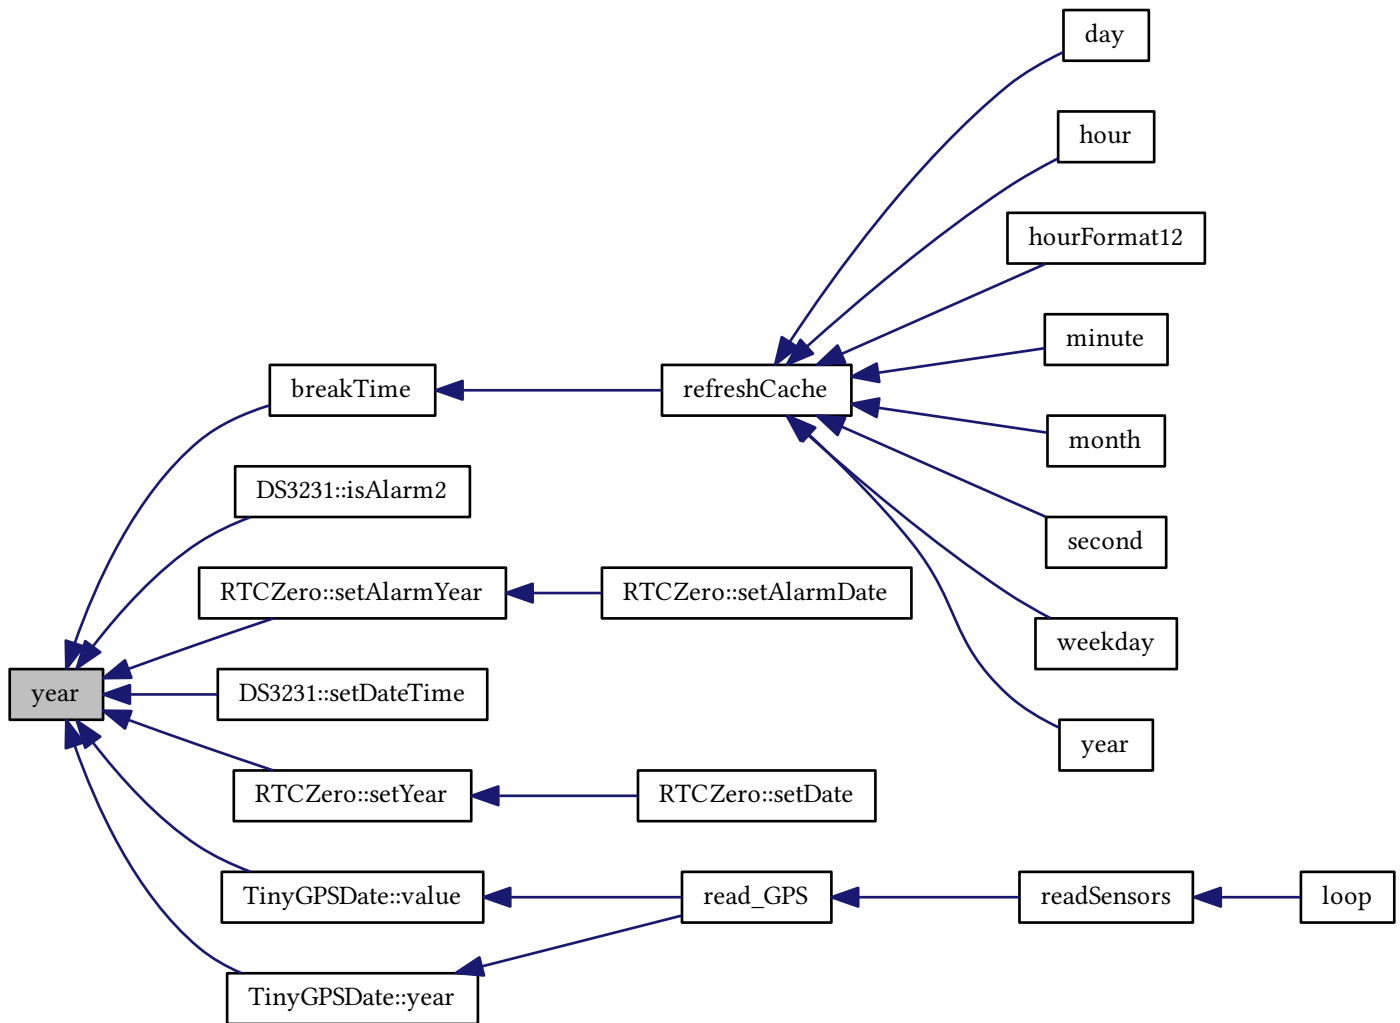 day
hour
hourFormat12
minute
breakTime
refreshCache
month
DS3231::isAlarm2
second
RTCZero::setAlarmYear
RTCZero::setAlarmDate
weekday
year
DS3231::setDateTime
year
RTCZero::setYear
RTCZero::setDate
TinyGPSDate::value
read_GPS
readSensors
loop
TinyGPSDate::year